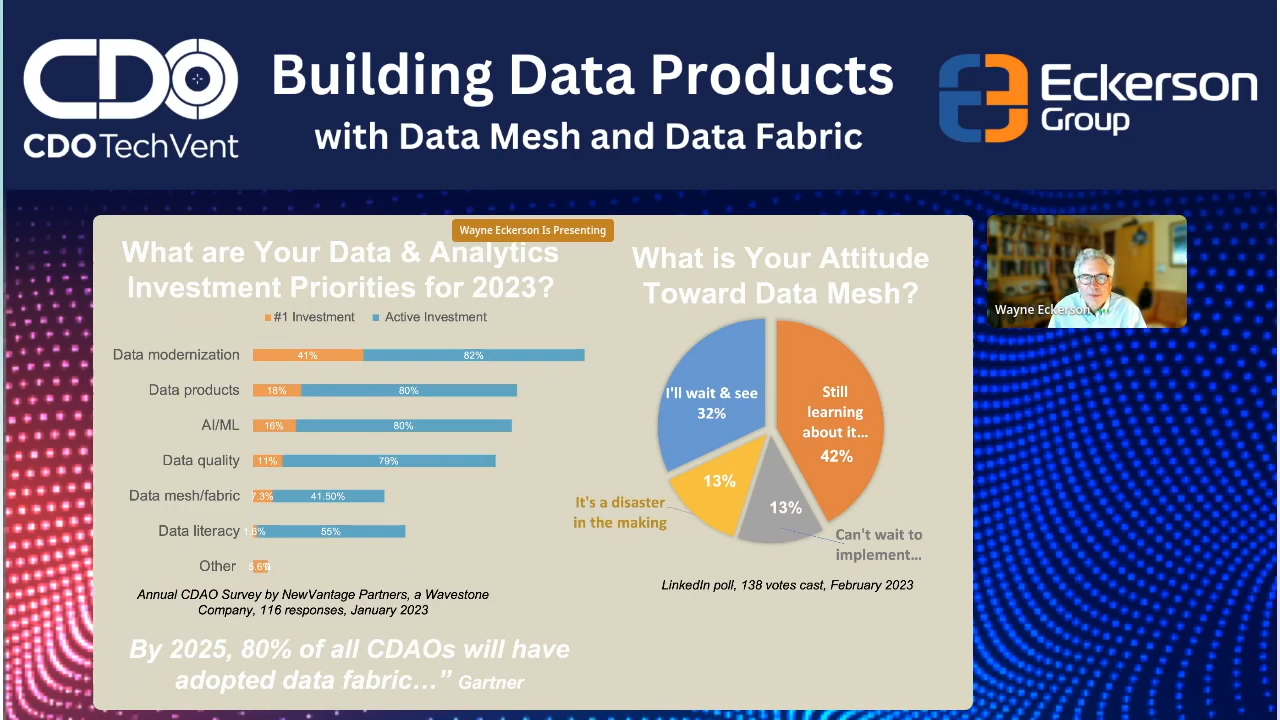 CDO
CDO TechVent
Building Data Products
with Data Mesh and Data Fabric
Eckerson
Group
Wayne Eckerson Is Presenting
What are Your Data & Analytics
Investment Priorities for 2023?
#1 Investment Active Investment
Data modernization 41% 82%
Data products 18% 80%
AI/ML 16% 80%
Data quality 11% 79%
Data mesh/fabric 7.3% 41.50%
Data literacy 55%
Other 5.6%
Annual CDAO Survey by NewVantage Partners, a Wavestone
Company, 116 responses, January 2023
By 2025, 80% of all CDAOs will have
adopted data fabric…” Gartner
What is Your Attitude
Toward Data Mesh?
I'll wait & see
32%
Still
learning
about it…
42%
13%
13%
It's a disaster
in the making
Can't wait to
implement…
LinkedIn poll, 138 votes cast, February 2023
Wayne Eckerson